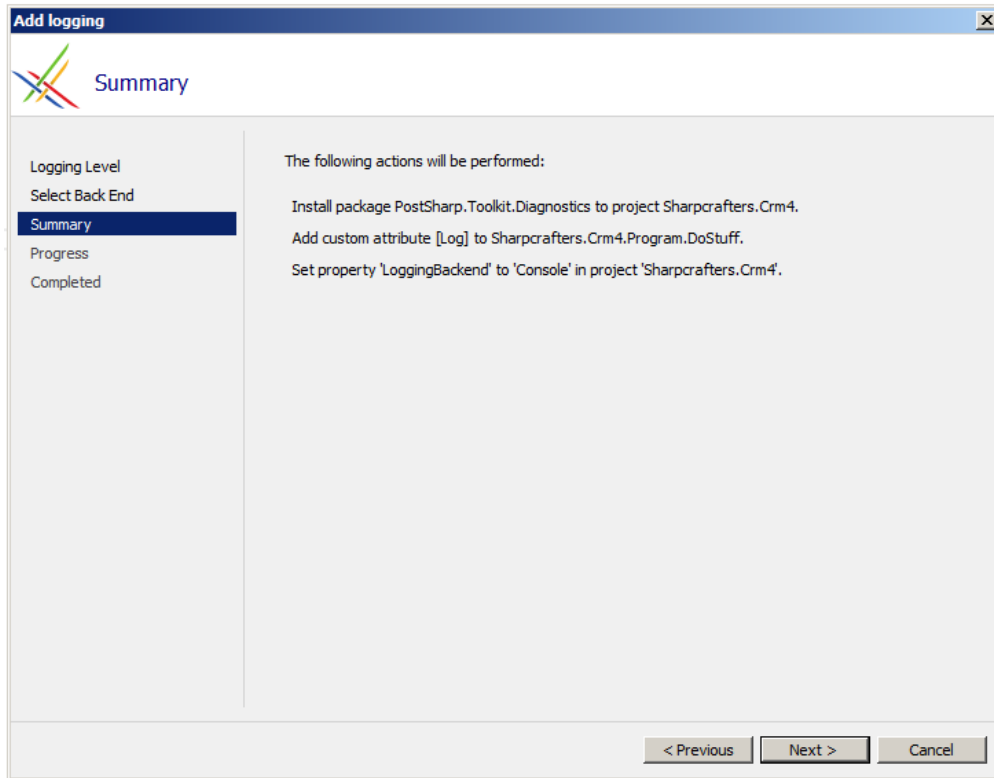 Add logging
Summary
Logging Level
Select Back End
Summary
Progress
Completed
The following actions will be performed:
Install package PostSharp.Toolkit.Diagnostics to project Sharpcrafters.Crm4.
Add custom attribute [Log] to Sharpcrafters.Crm4.Program.DoStuff.
Set property 'LoggingBackend' to 'Console' in project 'Sharpcrafters.Crm4'.
< Previous
Next >
Cancel